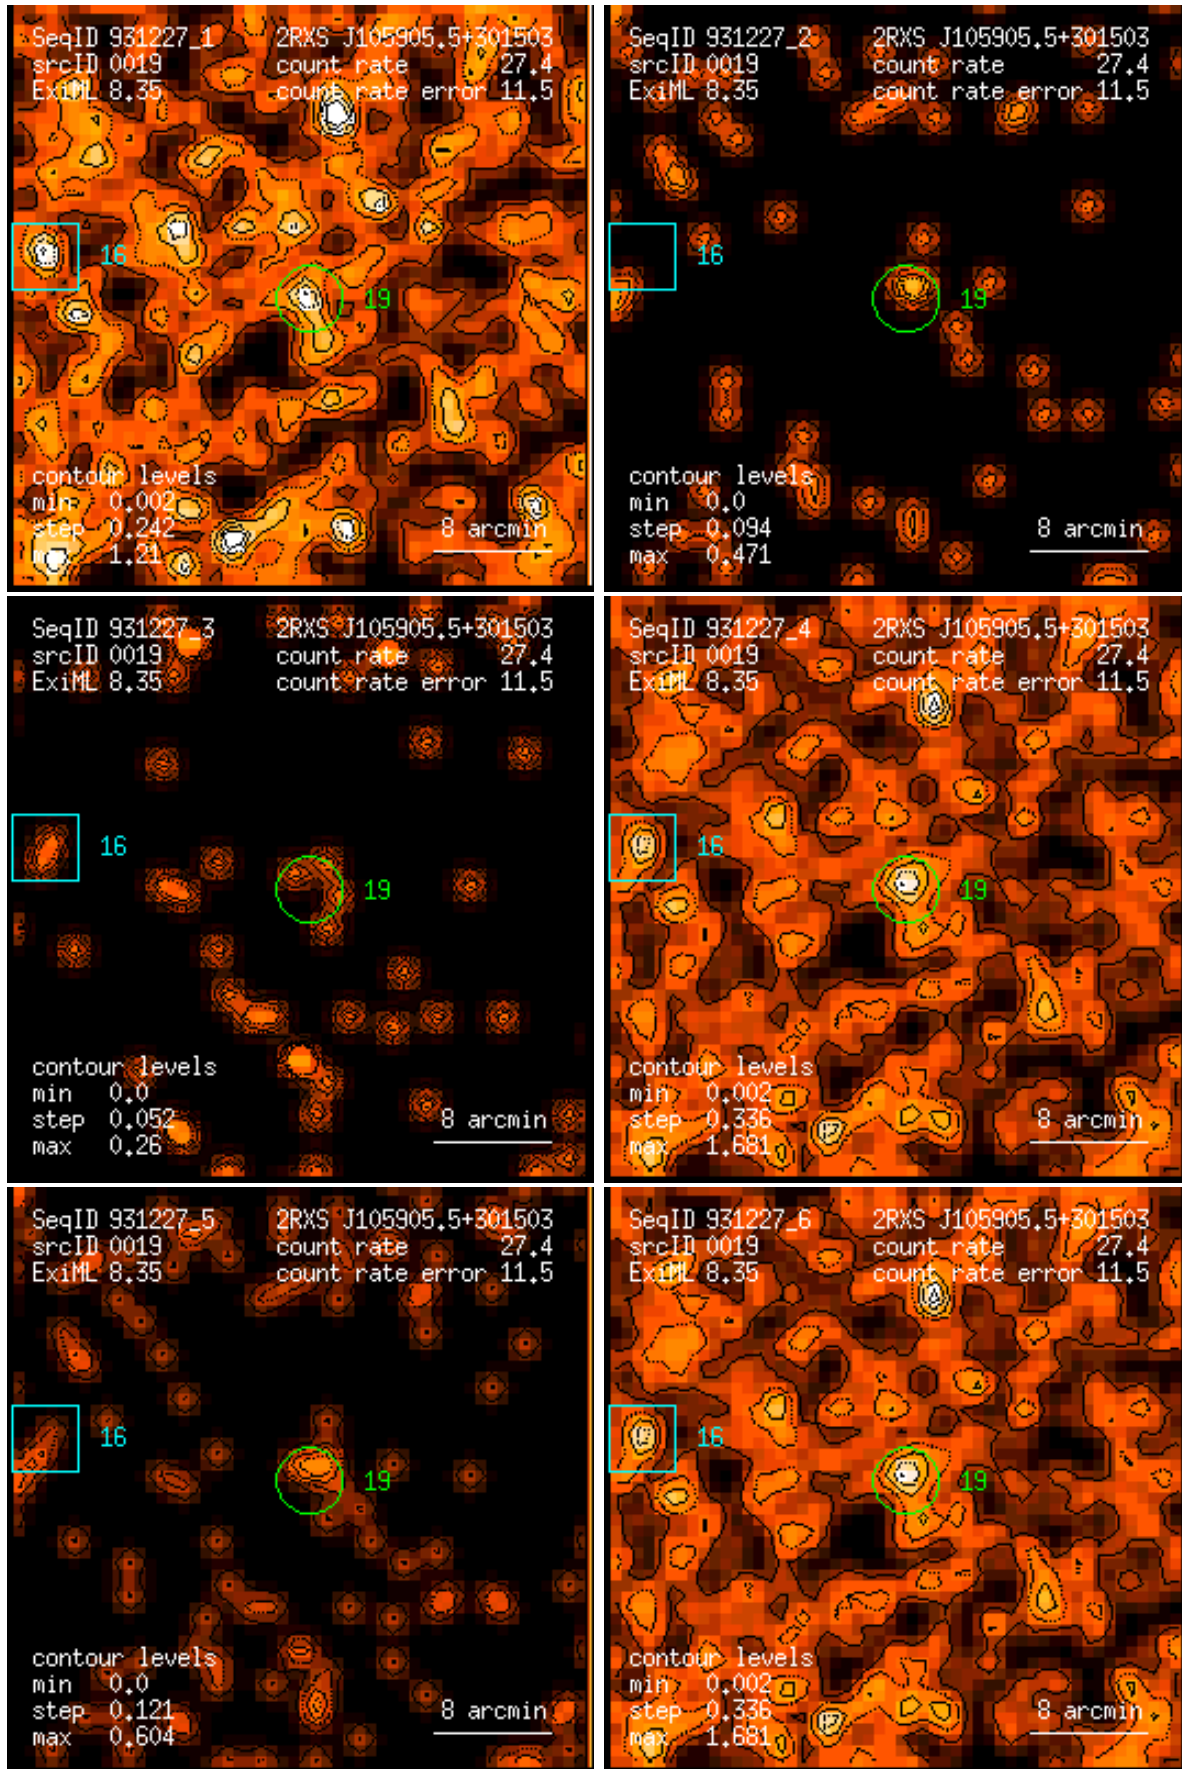 SeqID 931227_1 2RXS J105905.5+301503
srcID 0019 count rate 27.4
ExiML 8.35 count rate error 11.5
16
19
contour levels
min 0.002
step 0.242
max 1.21
8 arcmin
SeqID 931227_2 2RXS J105905.5+301503
srcID 0019 count rate 27.4
ExiML 8.35 count rate error 11.5
16
19
contour levels
min 0.0
step 0.094
max 0.471
8 arcmin
SeqID 931227_3 2RXS J105905.5+301503
srcID 0019 count rate 27.4
ExiML 8.35 count rate error 11.5
16
19
contour levels
min 0.0
step 0.052
max 0.26
8 arcmin
SeqID 931227_4 2RXS J105905.5+301503
srcID 0019 count rate 27.4
ExiML 8.35 count rate error 11.5
16
19
contour levels
min 0.002
step 0.336
max 1.681
8 arcmin
SeqID 931227_5 2RXS J105905.5+301503
srcID 0019 count rate 27.4
ExiML 8.35 count rate error 11.5
16
19
contour levels
min 0.0
step 0.121
max 0.604
8 arcmin
SeqID 931227_6 2RXS J105905.5+301503
srcID 0019 count rate 27.4
ExiML 8.35 count rate error 11.5
16
19
contour levels
min 0.002
step 0.336
max 1.681
8 arcmin